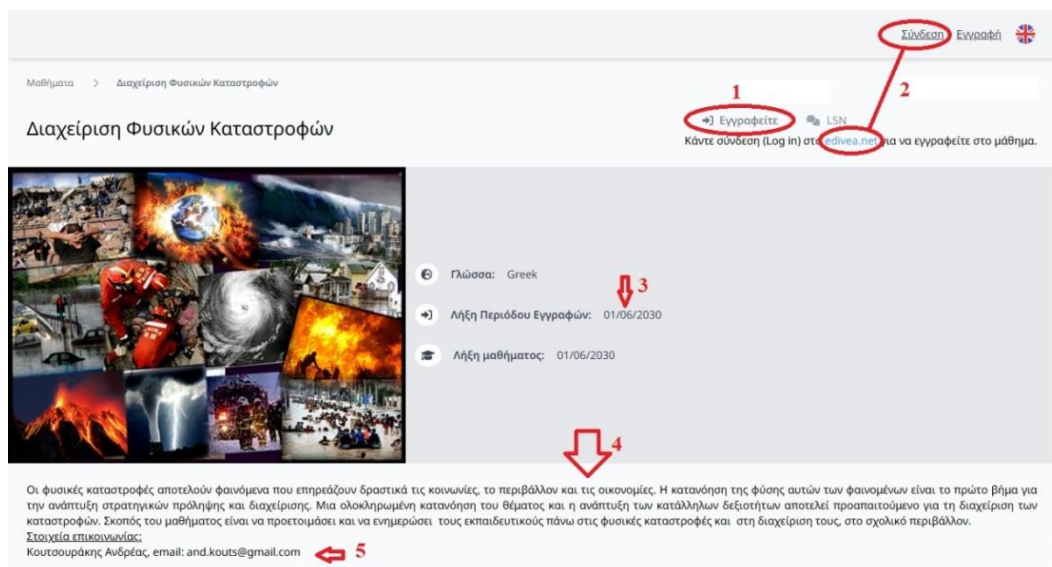 Σύνδεση Εγγραφή
Μαθήματα > Διαχείριση Φυσικών Καταστροφών
1
2
Διαχείριση Φυσικών Καταστροφών
Εγγραφείτε LSN
Κάντε σύνδεση (Log in) στο edivea.net για να εγγραφείτε στο μάθημα.
Γλώσσα: Greek
3
Λήξη Περιόδου Εγγραφών: 01/06/2030
Λήξη μαθήματος: 01/06/2030
4
Οι φυσικές καταστροφές αποτελούν φαινόμενα που επηρεάζουν δραστικά τις κοινωνίες, το περιβάλλον και τις οικονομίες. Η κατανόηση της φύσης αυτών των φαινομένων είναι το πρώτο βήμα για
την ανάπτυξη στρατηγικών πρόληψης και διαχείρισης. Μια ολοκληρωμένη κατανόηση του θέματος και η ανάπτυξη των κατάλληλων δεξιοτήτων αποτελεί προαπαιτούμενο για τη διαχείριση των
καταστροφών. Σκοπός του μαθήματος είναι να προετοιμάσει και να ενημερώσει τους εκπαιδευτικούς πάνω στις φυσικές καταστροφές και στη διαχείριση τους, στο σχολικό περιβάλλον.
Στοιχεία επικοινωνίας:
Κουτσουράκης Ανδρέας, email: and.kouts@gmail.com 5